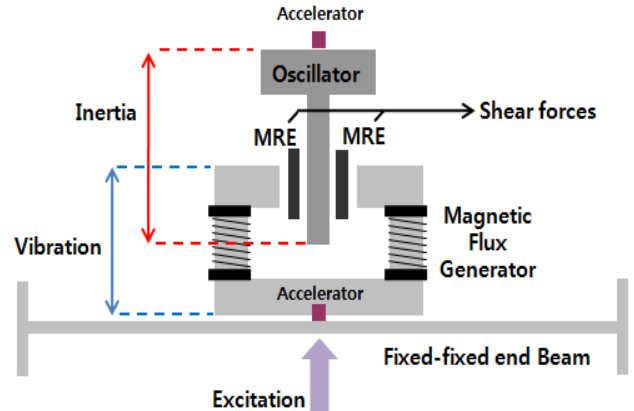 Accelerator
Oscillator
Inertia
Shear forces
MRE
MRE
Vibration
Magnetic
Flux
Generator
Accelerator
Fixed-fixed end Beam
Excitation